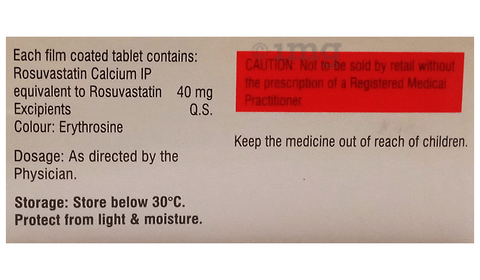 Each film coated tablet contains:
Rosuvastatin Calcium IP
equivalent to Rosuvastatin 40 mg
Excipients Q.S.
Colour: Erythrosine
Dosage: As directed by the
Physician.
Storage: Store below 30°C.
Protect from light & moisture.
1mg
CAUTION: Not to be sold by retail without
the prescription of a Registered Medical
Practitioner
Keep the medicine out of reach of children.